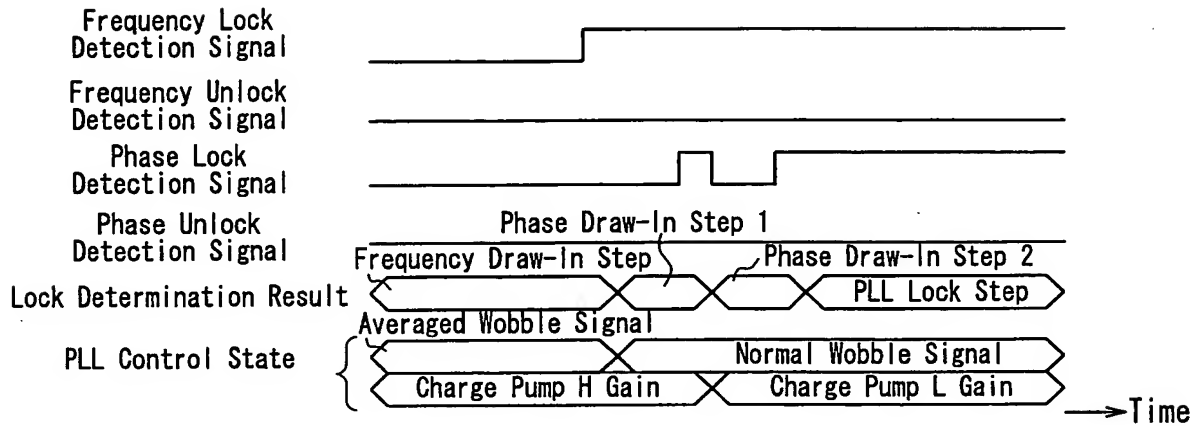 Frequency Lock
Detection Signal
Frequency Unlock
Detection Signal
Phase Lock
Detection Signal
Phase Unlock
Detection Signal
Phase Draw-In Step 1
Frequency Draw-In Step
Phase Draw-In Step 2
Lock Determination Result
PLL Lock Step
Averaged Wobble Signal
PLL Control State
Normal Wobble Signal
Charge Pump H Gain
Charge Pump L Gain
Time